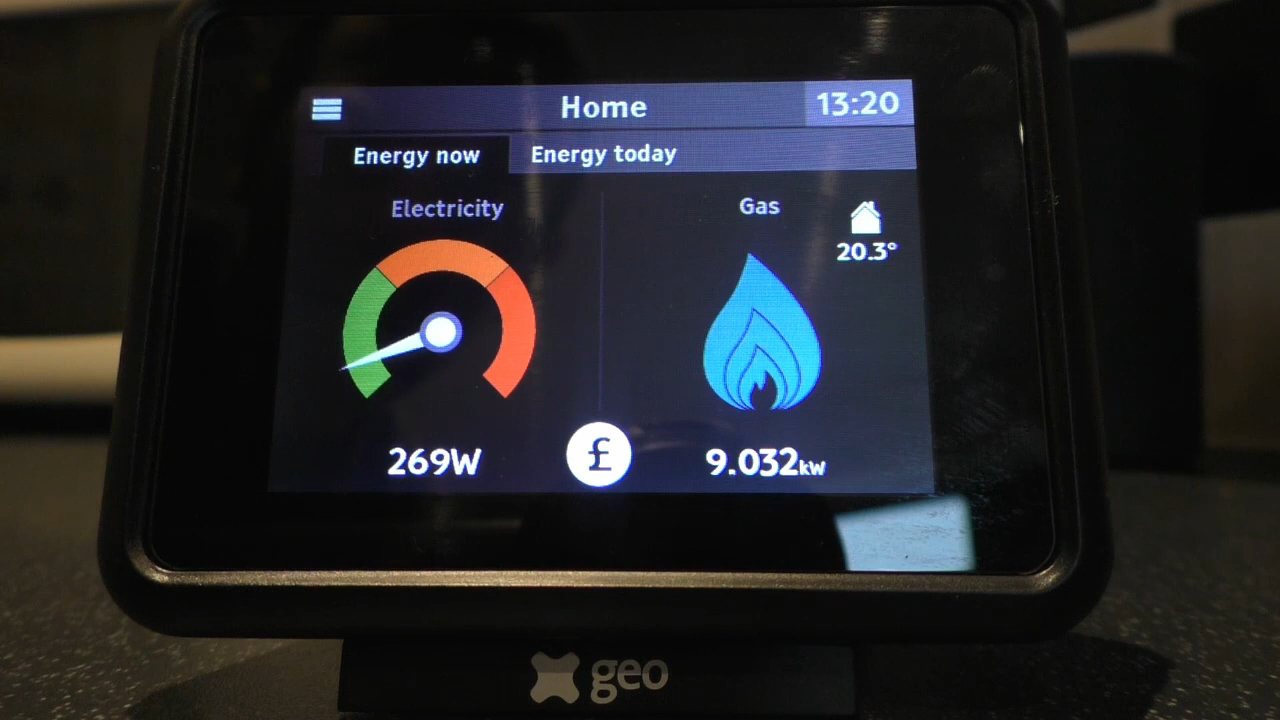 Home 13:20
Energy now Energy today
Electricity Gas
20.3°
269W £ 9.032kW
geo